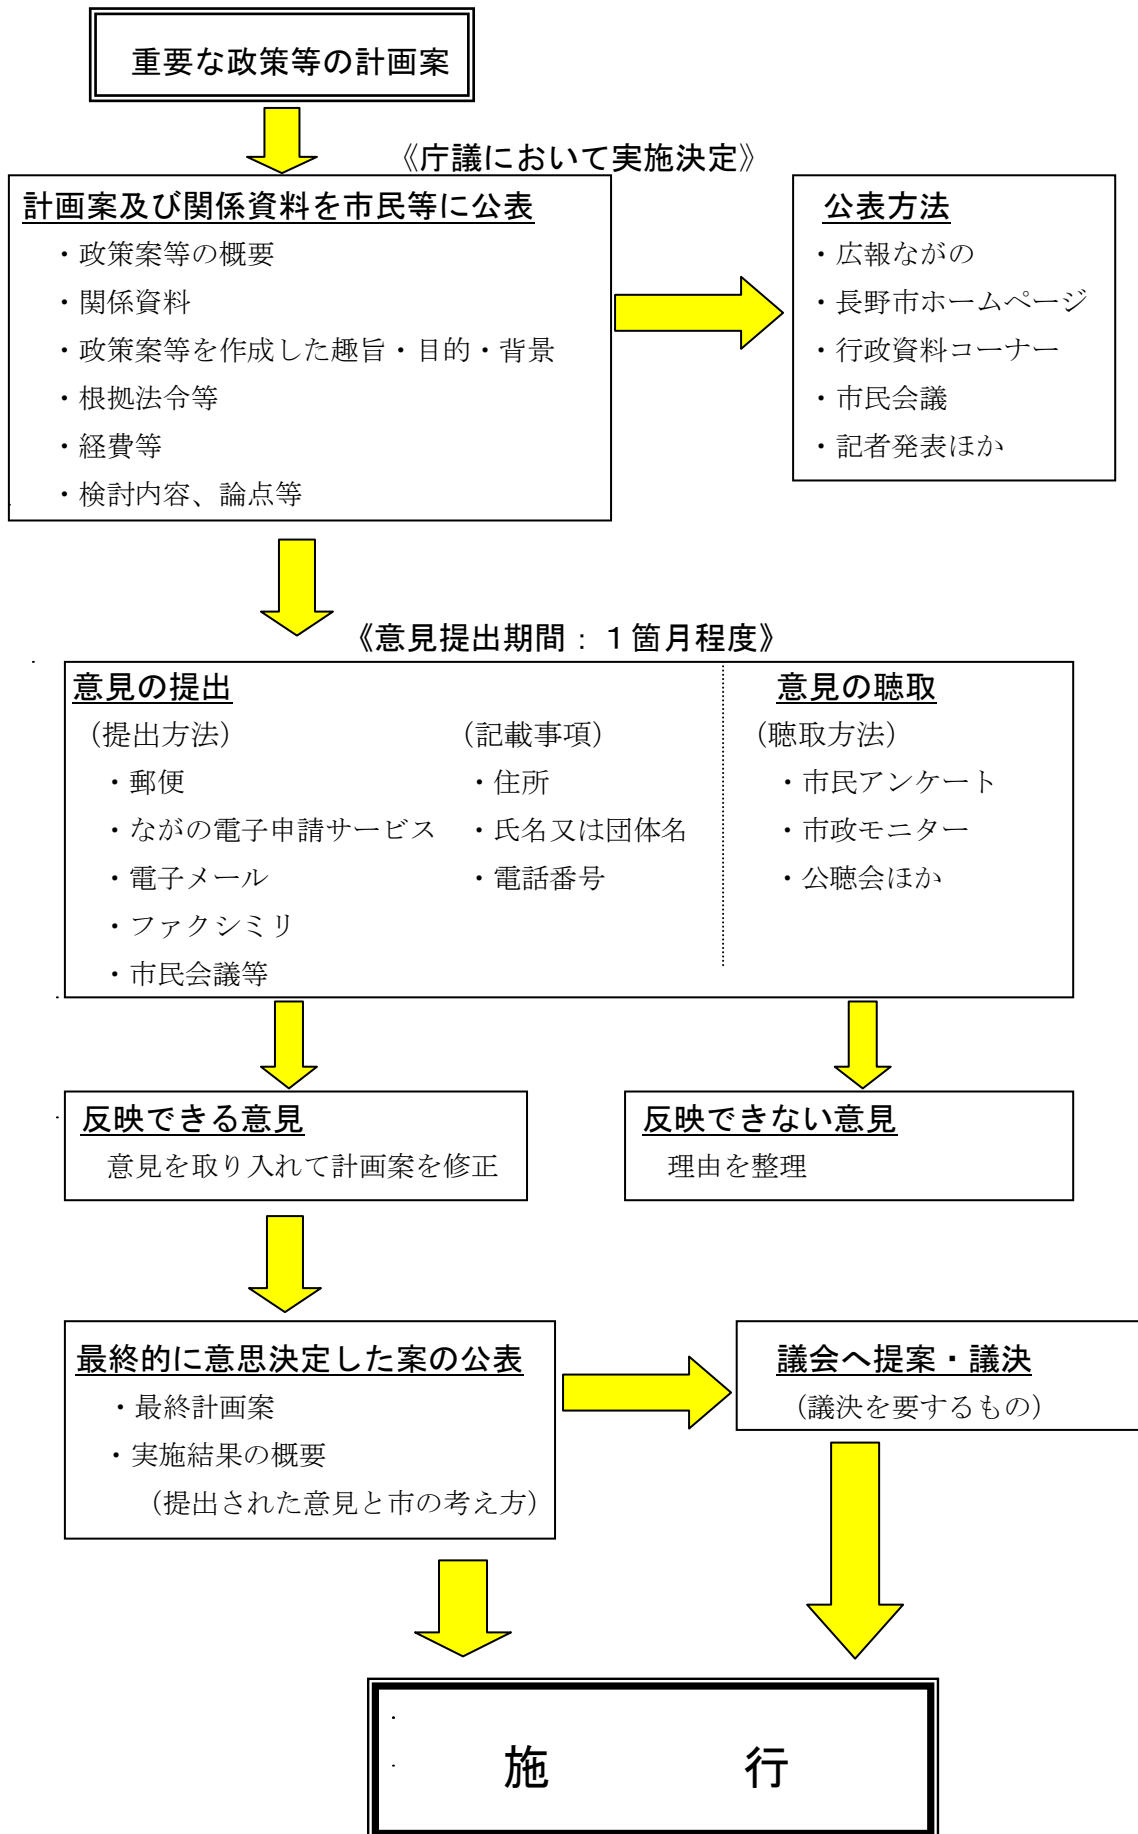 重要な政策等の計画案
《庁議において実施決定》
計画案及び関係資料を市民等に公表
・政策案等の概要
・関係資料
・政策案等を作成した趣旨・目的・背景
・根拠法令等
・経費等
・検討内容、論点等
公表方法
・広報ながの
・長野市ホームページ
・行政資料コーナー
・市民会議
・記者発表ほか
《意見提出期間：１箇月程度》
意見の提出
（提出方法）
・郵便
・ながの電子申請サービス
・電子メール
・ファクシミリ
・市民会議等
（記載事項）
・住所
・氏名又は団体名
・電話番号
意見の聴取
（聴取方法）
・市民アンケート
・市政モニター
・公聴会ほか
反映できる意見
意見を取り入れて計画案を修正
反映できない意見
理由を整理
最終的に意思決定した案の公表
・最終計画案
・実施結果の概要
（提出された意見と市の考え方）
議会へ提案・議決
（議決を要するもの）
施　行